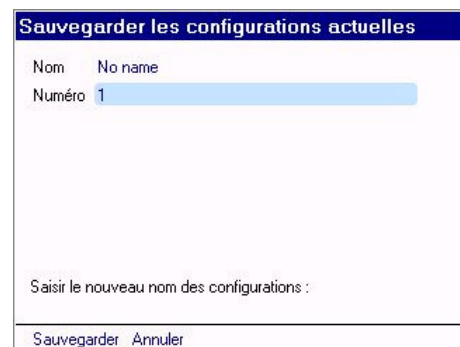 Sauvegarder les configurations actuelles
Nom No name
Numéro 1
Saisir le nouveau nom des configurations :
Sauvegarder Annuler